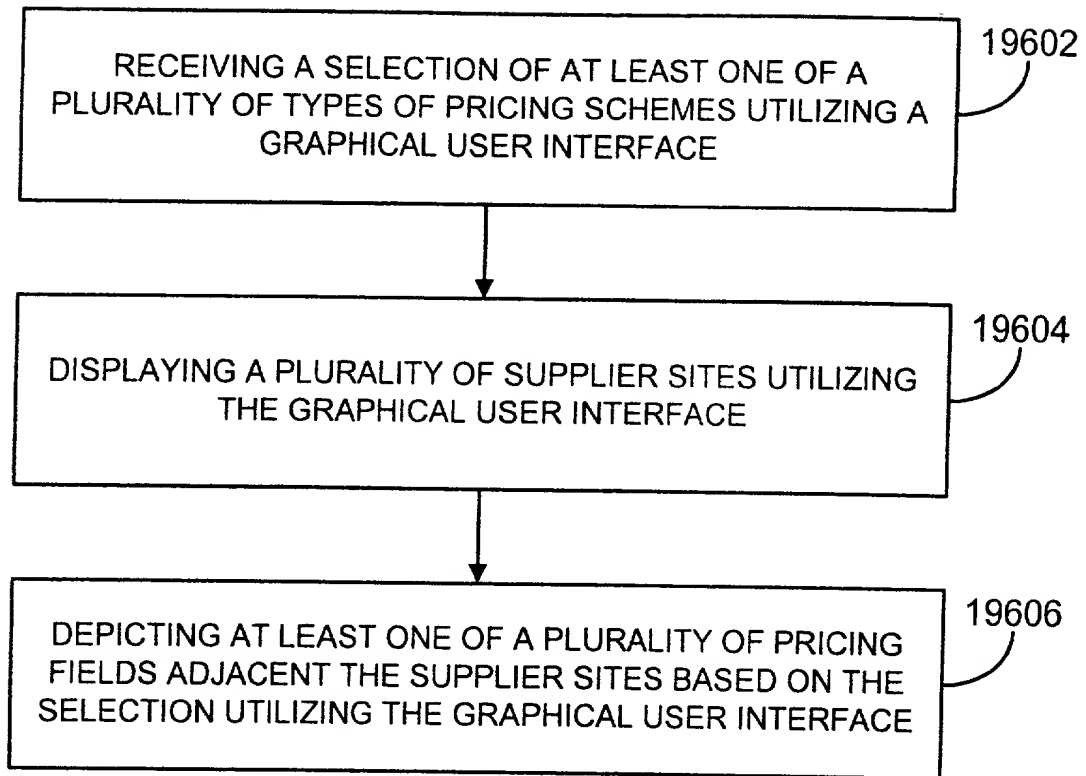 19602
RECEIVING A SELECTION OF AT LEAST ONE OF A
PLURALITY OF TYPES OF PRICING SCHEMES UTILIZING A
GRAPHICAL USER INTERFACE
19604
DISPLAYING A PLURALITY OF SUPPLIER SITES UTILIZING
THE GRAPHICAL USER INTERFACE
19606
DEPICTING AT LEAST ONE OF A PLURALITY OF PRICING
FIELDS ADJACENT THE SUPPLIER SITES BASED ON THE
SELECTION UTILIZING THE GRAPHICAL USER INTERFACE